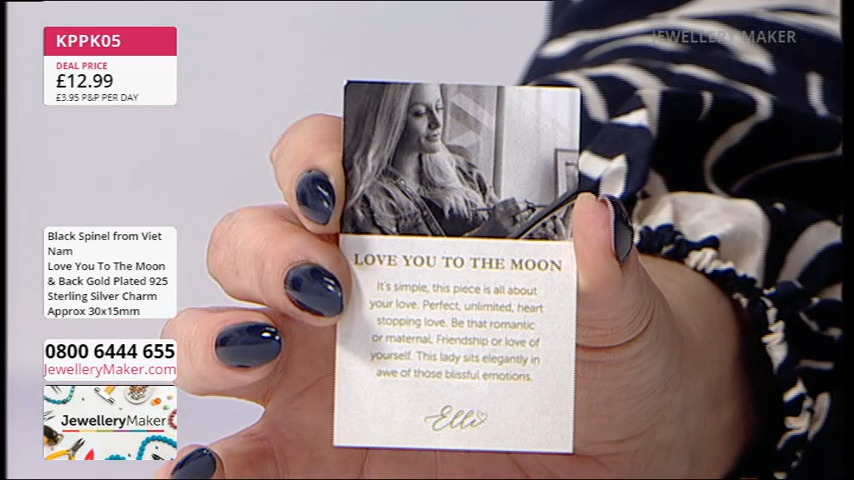 KPPK05
DEAL PRICE
£12.99
£3.95 P&P PER DAY
JEWELLERY MAKER
LOVE YOU TO THE MOON
It's simple, this piece is all about
your love. Perfect, unlimited, heart
stopping love. Be that romantic
or maternal, Friendship or love of
yourself. This lady sits elegantly in
awe of those blissful emotions.
Elle
Black Spinel from Viet
Nam
Love You To The Moon
& Back Gold Plated 925
Sterling Silver Charm
Approx 30x15mm
0800 6444 655
JewelleryMaker.com
JewelleryMaker